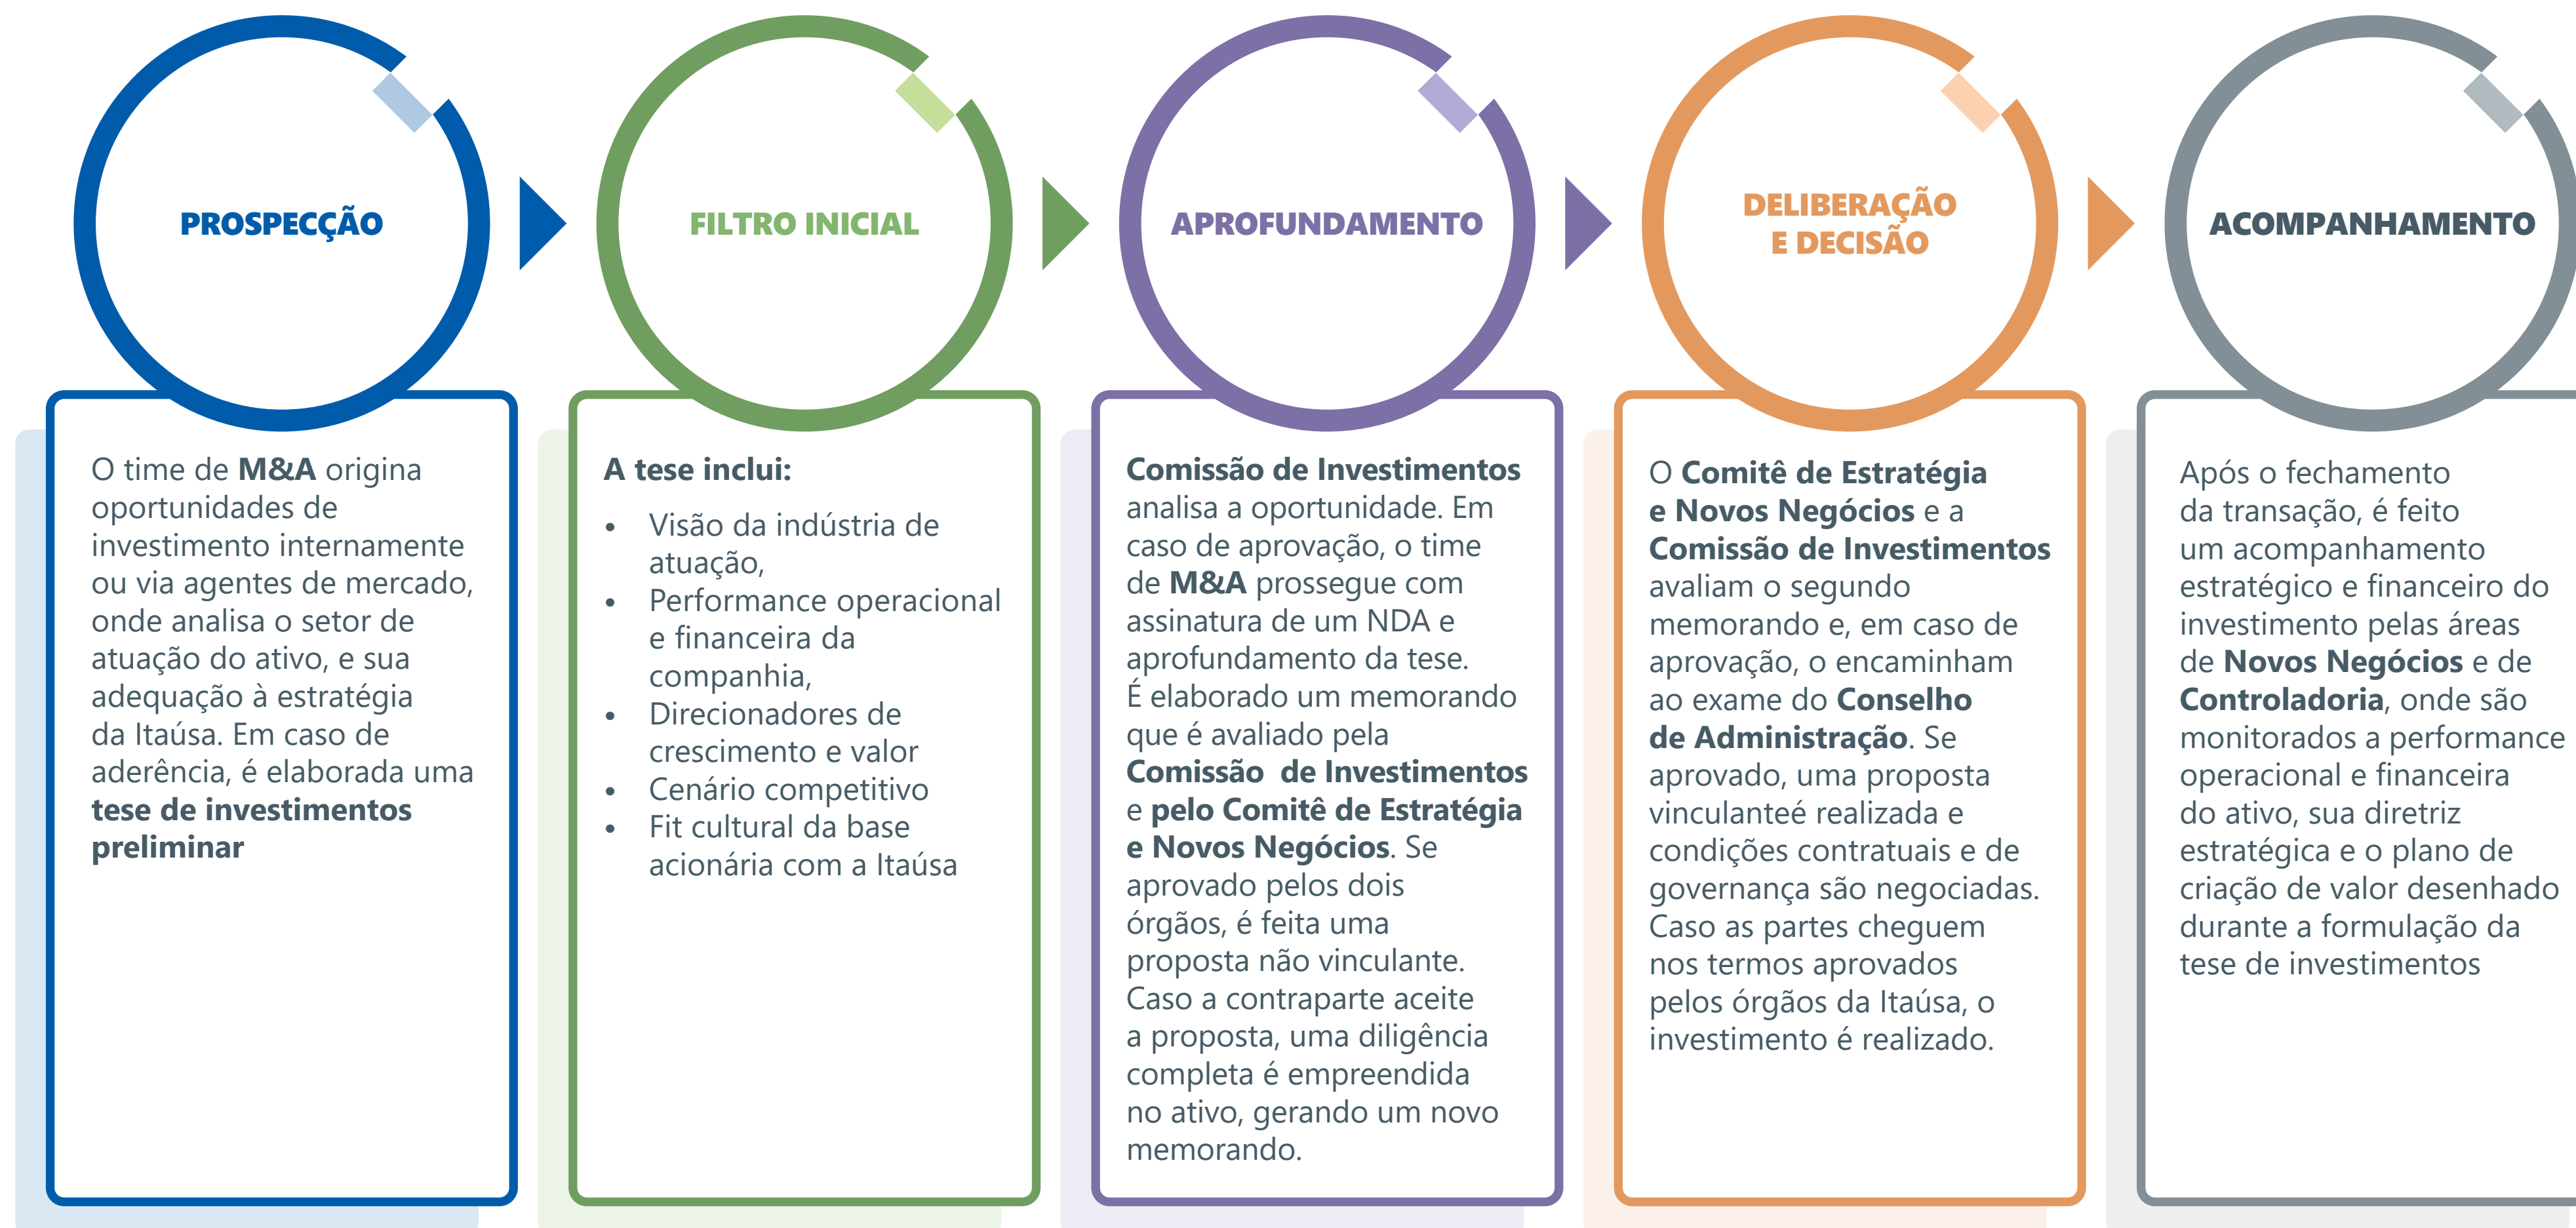 PROSPECÇÃO
O time de M&A origina
oportunidades de
investimento internamente
ou via agentes de mercado,
onde analisa o setor de
atuação do ativo, e sua
adequação à estratégia
da Itaúsa. Em caso de
aderência, é elaborada uma
tese de investimentos
preliminar
FILTRO INICIAL
A tese inclui:
• Visão da indústria de
atuação,
• Performance operacional
e financeira da
companhia,
• Direcionadores de
crescimento e valor
• Cenário competitivo
• Fit cultural da base
acionária com a Itaúsa
APROFUNDAMENTO
Comissão de Investimentos
analisa a oportunidade. Em
caso de aprovação, o time
de M&A prossegue com
assinatura de um NDA e
aprofundamento da tese.
É elaborado um memorando
que é avaliado pela
Comissão de Investimentos
e pelo Comitê de Estratégia
e Novos Negócios. Se
aprovado pelos dois
órgãos, é feita uma
proposta não vinculante.
Caso a contraparte aceite
a proposta, uma diligência
completa é empreendida
no ativo, gerando um novo
memorando.
DELIBERAÇÃO
E DECISÃO
O Comitê de Estratégia
e Novos Negócios e a
Comissão de Investimentos
avaliam o segundo
memorando e, em caso de
aprovação, o encaminham
ao exame do Conselho
de Administração. Se
aprovado, uma proposta
vinculanteé realizada e
condições contratuais e de
governança são negociadas.
Caso as partes cheguem
nos termos aprovados
pelos órgãos da Itaúsa, o
investimento é realizado.
ACOMPANHAMENTO
Após o fechamento
da transação, é feito
um acompanhamento
estratégico e financeiro do
investimento pelas áreas
de Novos Negócios e de
Controladoria, onde são
monitorados a performance
operacional e financeira
do ativo, sua diretriz
estratégica e o plano de
criação de valor desenhado
durante a formulação da
tese de investimentos